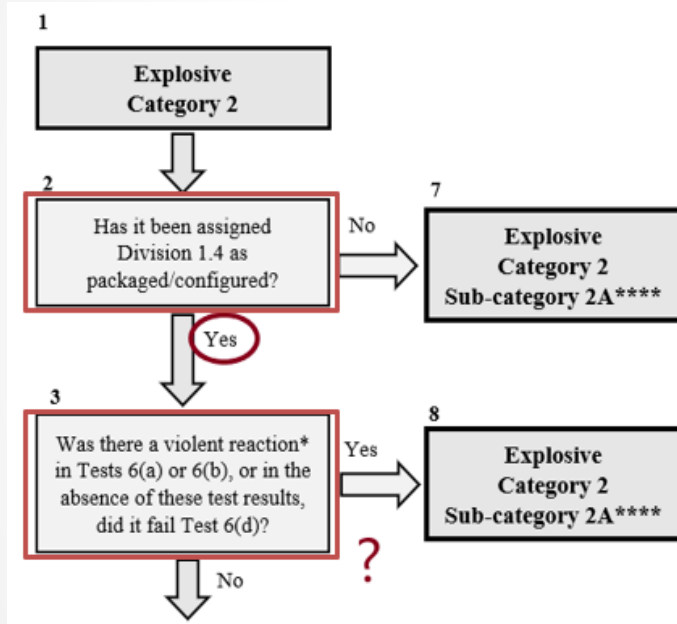 1
Explosive
Category 2
2
Has it been assigned
Division 1.4 as
packaged/configured?
No
7
Explosive
Category 2
Sub-category 2A****
Yes
3
Was there a violent reaction*
in Tests 6(a) or 6(b), or in the
absence of these test results,
did it fail Test 6(d)?
Yes
8
Explosive
Category 2
Sub-category 2A****
?
No